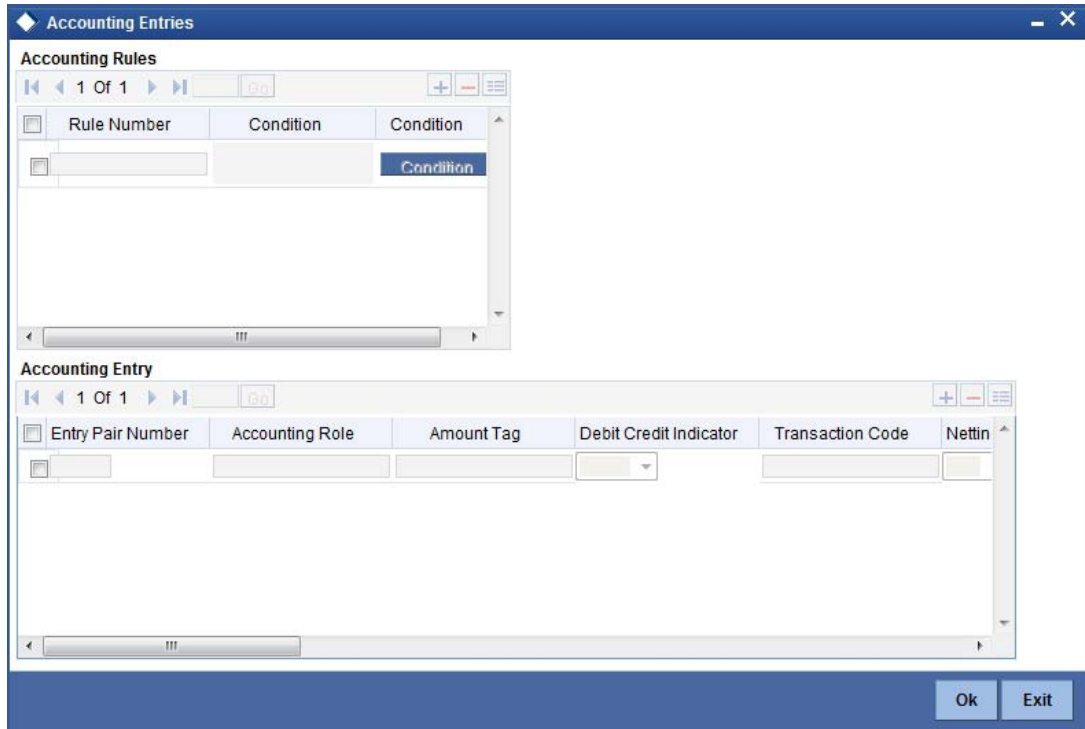 Accounting Entries
Accounting Rules
1 Of 1 Go
Rule Number Condition Condition
Condition
Accounting Entry
1 Of 1 Go
Entry Pair Number Accounting Role Amount Tag Debit Credit Indicator Transaction Code Nettin
Ok Exit